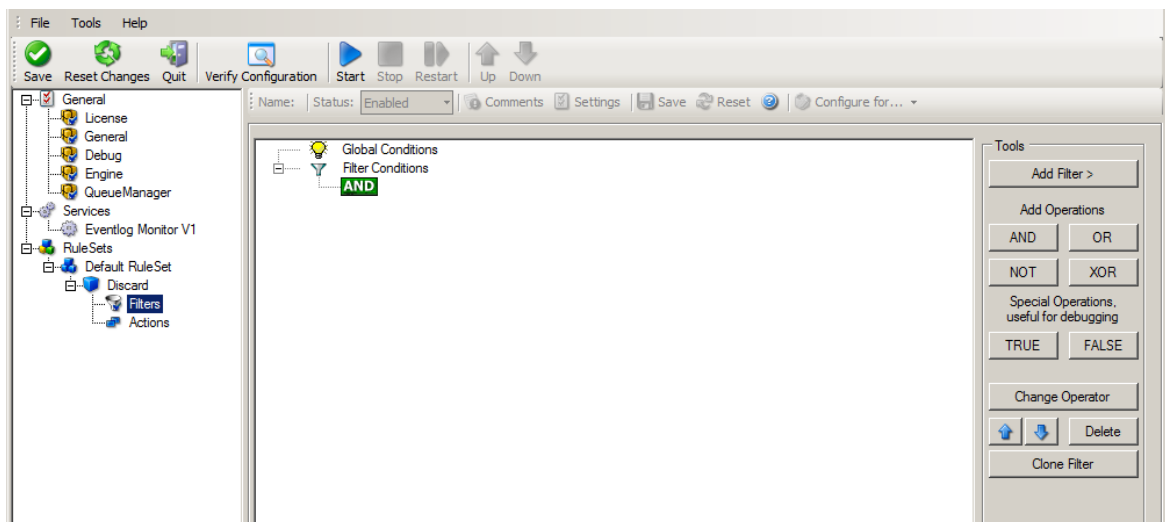 File Tools Help
Save Reset Changes Quit Verify Configuration Start Stop Restart Up Down
General
License
General
Debug
Engine
QueueManager
Services
Eventlog Monitor V1
RuleSets
Default RuleSet
Discard
Filters
Actions
Name: Status: Enabled Comments Settings Save Reset Configure for...
Global Conditions
Filter Conditions
AND
Tools
Add Filter >
Add Operations
AND OR
NOT XOR
Special Operations,
useful for debugging
TRUE FALSE
Change Operator
Delete
Clone Filter